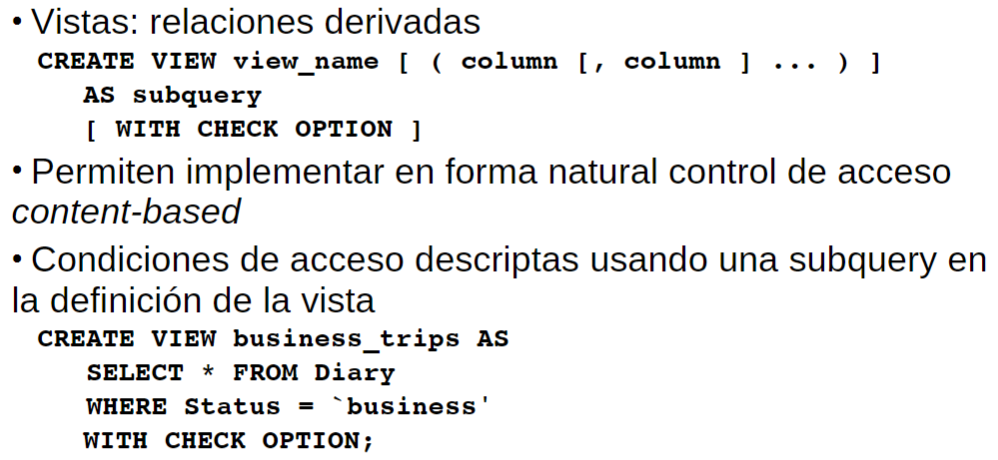 • Vistas: relaciones derivadas
CREATE VIEW view_name [ ( column [, column ] ... ) ]
AS subquery
[ WITH CHECK OPTION ]
• Permiten implementar en forma natural control de acceso
content-based
• Condiciones de acceso descriptas usando una subquery en
la definición de la vista
CREATE VIEW business_trips AS
SELECT * FROM Diary
WHERE Status = `business'
WITH CHECK OPTION;